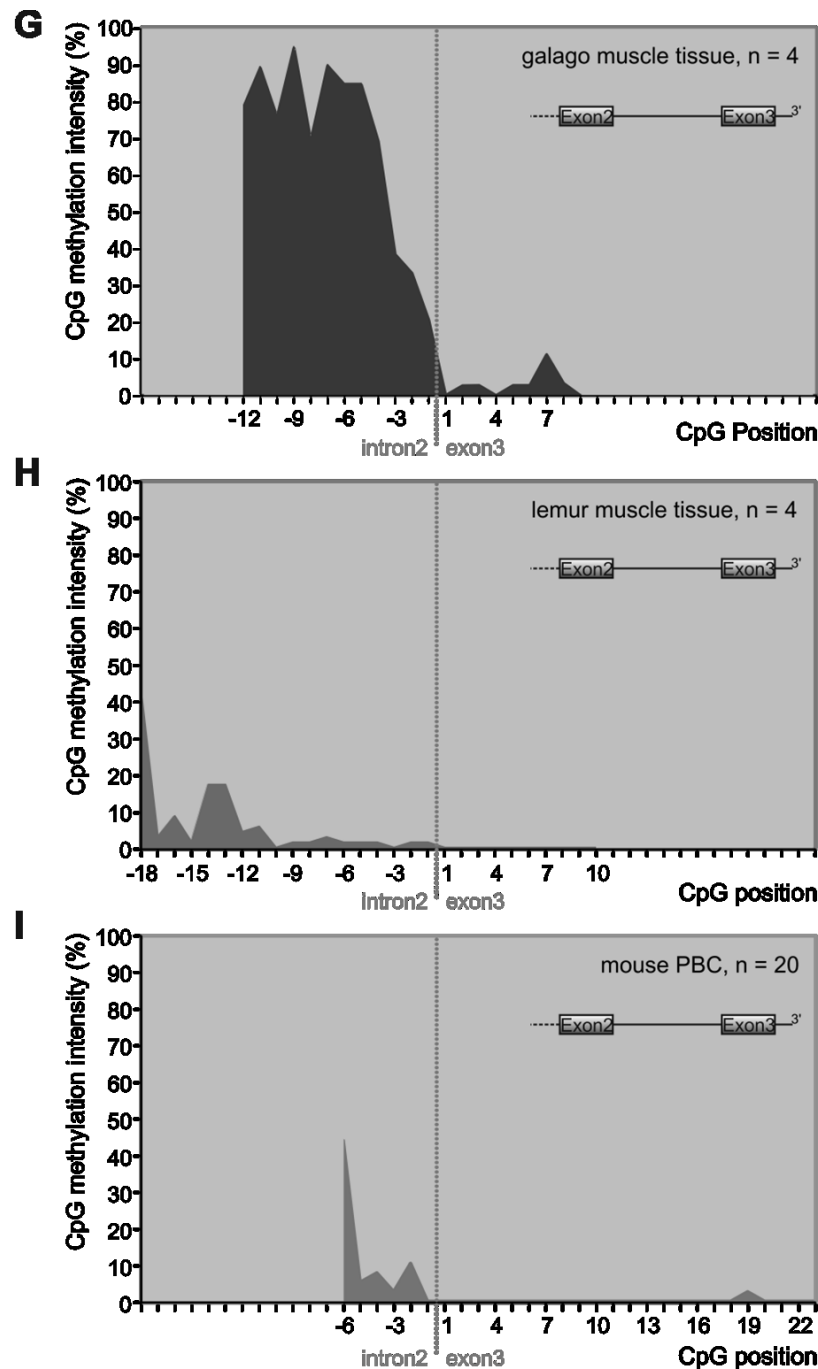 G
CpG methylation intensity (%)
100
90
80
70
60
50
40
30
20
10
0
galago muscle tissue, n = 4
Exon2 Exon3 3'
-12 -9 -6 -3 1 4 7
CpG Position
intron2 exon3
H
CpG methylation intensity (%)
100
90
80
70
60
50
40
30
20
10
0
lemur muscle tissue, n = 4
Exon2 Exon3 3'
-18 -15 -12 -9 -6 -3 1 4 7 10
CpG position
intron2 exon3
I
CpG methylation intensity (%)
100
90
80
70
60
50
40
30
20
10
0
mouse PBC, n = 20
Exon2 Exon3 3'
-6 -3 1 4 7 10 13 16 19 22
intron2 exon3
CpG position